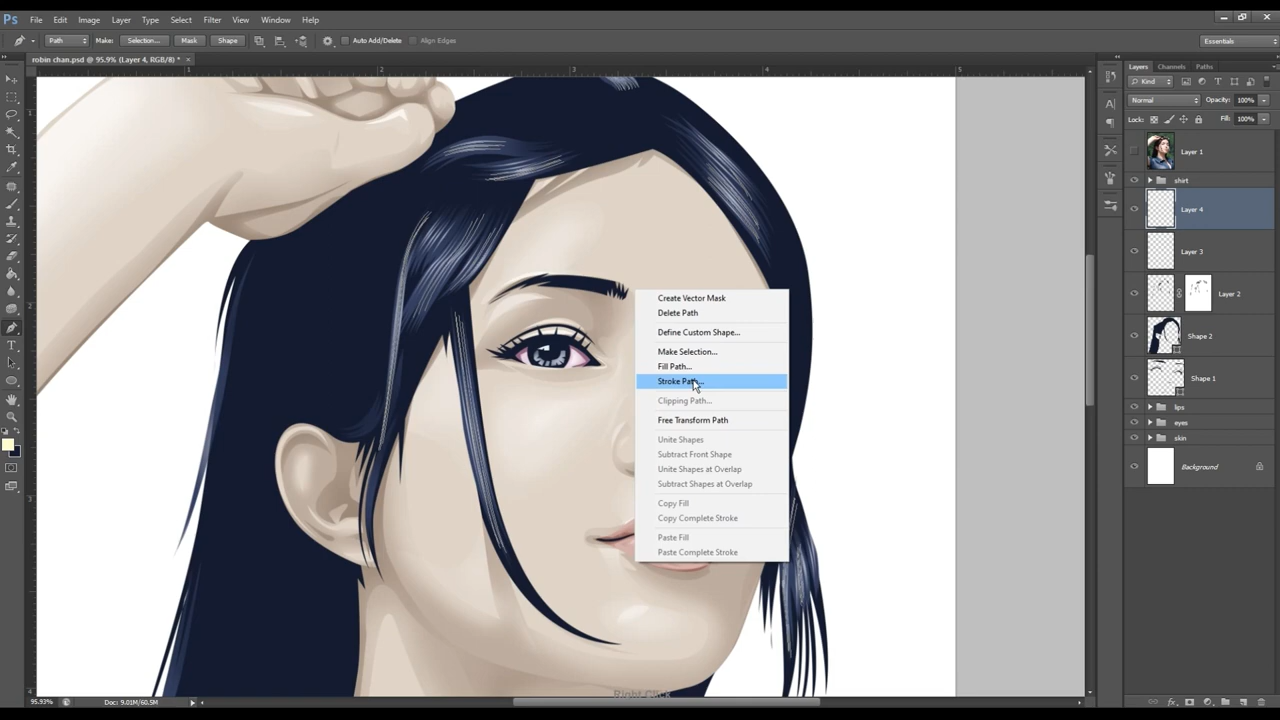 Ps File Edit Image Layer Type Select Filter View Window Help
Path Make: Selection... Mask Shape Auto Add/Delete Align Edges Essentials
robin chan.psd @ 95.9% (Layer 4, RGB/8) * ×
1 2 3 4 5
Layers Channels Paths
Kind
Normal Opacity: 100%
Lock: Fill: 100%
Layer 1
shirt
Layer 4
Layer 3
Layer 2
Shape 2
Shape 1
lips
eyes
skin
Background
Create Vector Mask
Delete Path
Define Custom Shape...
Make Selection...
Fill Path...
Stroke Path...
Clipping Path...
Free Transform Path
Unite Shapes
Subtract Front Shape
Unite Shapes at Overlap
Subtract Shapes at Overlap
Copy Fill
Copy Complete Stroke
Paste Fill
Paste Complete Stroke
Right Click
95.93% Doc: 9.01M/60.5M